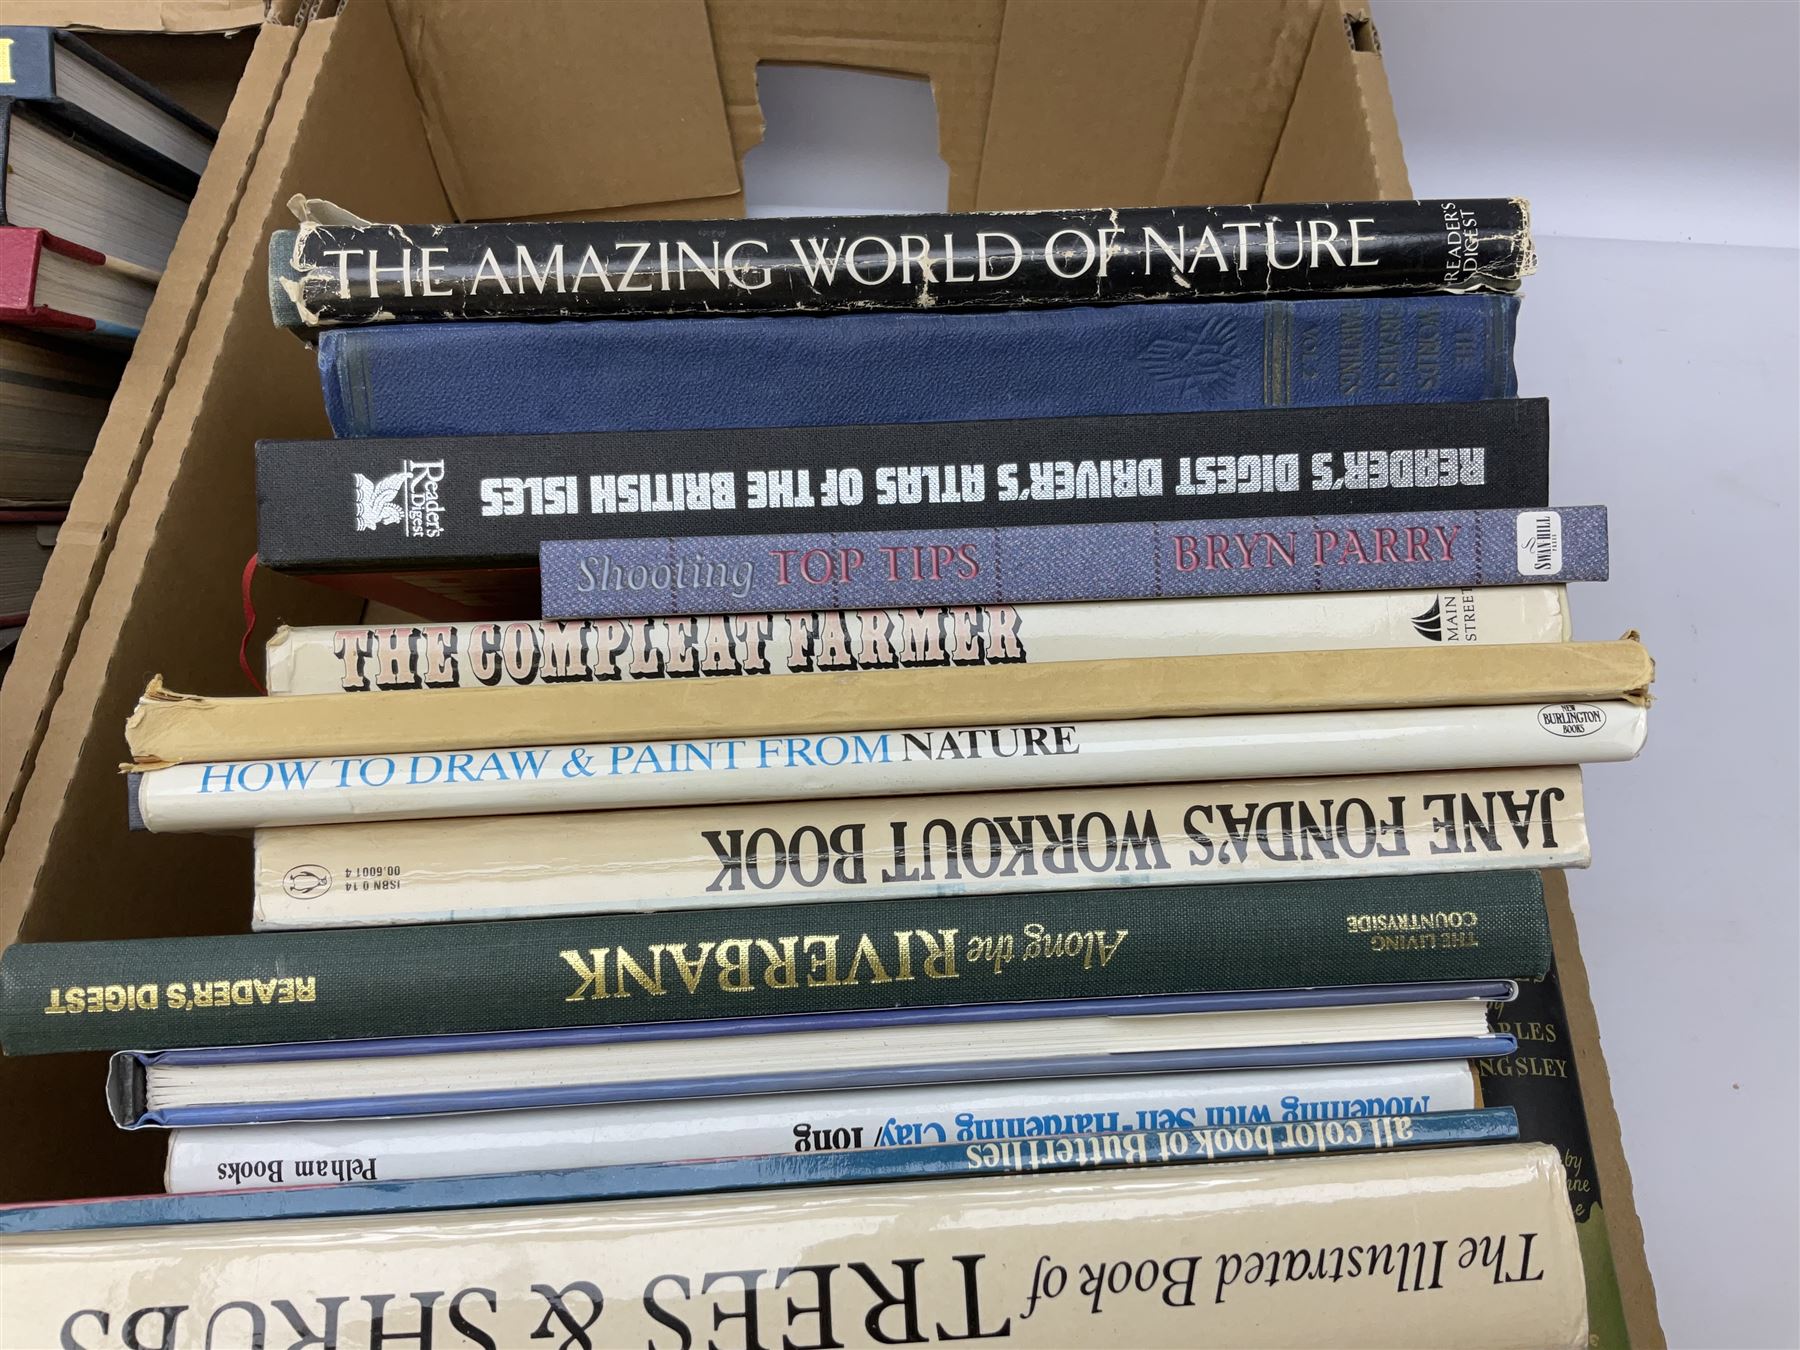 THE AMAZING WORLD OF NATURE
READER'S
DIGEST
THE
WORLDS
GREATEST
PAINTINGS
VOL. 2
READER'S DIGEST DRIVER'S ATLAS OF THE BRITISH ISLES
Reader's
Digest
Shooting TOP TIPS BRYN PARRY
SWAN HILL
PRESS
THE COMPLEAT FARMER
MAIN
STREET
HOW TO DRAW & PAINT FROM NATURE
NEW
BURLINGTON
BOOKS
JANE FONDA'S WORKOUT BOOK
ISBN 0 14
00.6001 4
THE LIVING
COUNTRYSIDE
Along the RIVERBANK
READER'S DIGEST
Modelling with Self-Hardening Clay/Tong
Pelham Books
all color book of Butterflies
The Illustrated Book of
TREES & SHRUBS
by
by